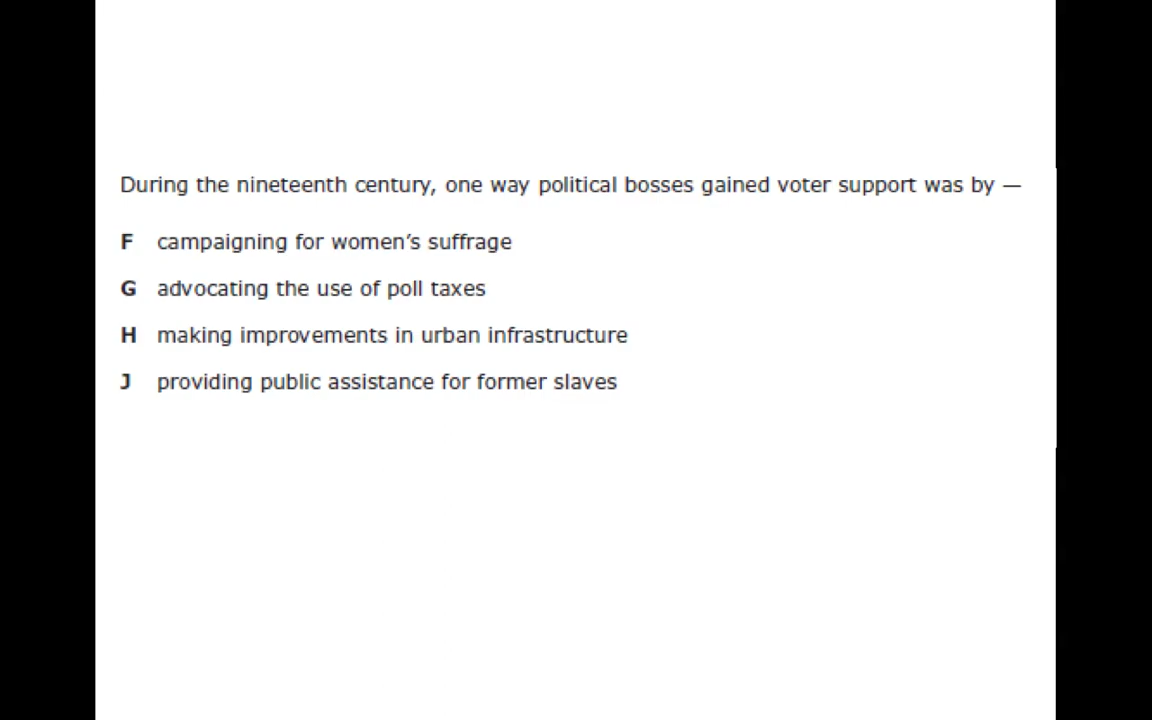 During the nineteenth century, one way political bosses gained voter support was by —
F campaigning for women’s suffrage
G advocating the use of poll taxes
H making improvements in urban infrastructure
J providing public assistance for former slaves